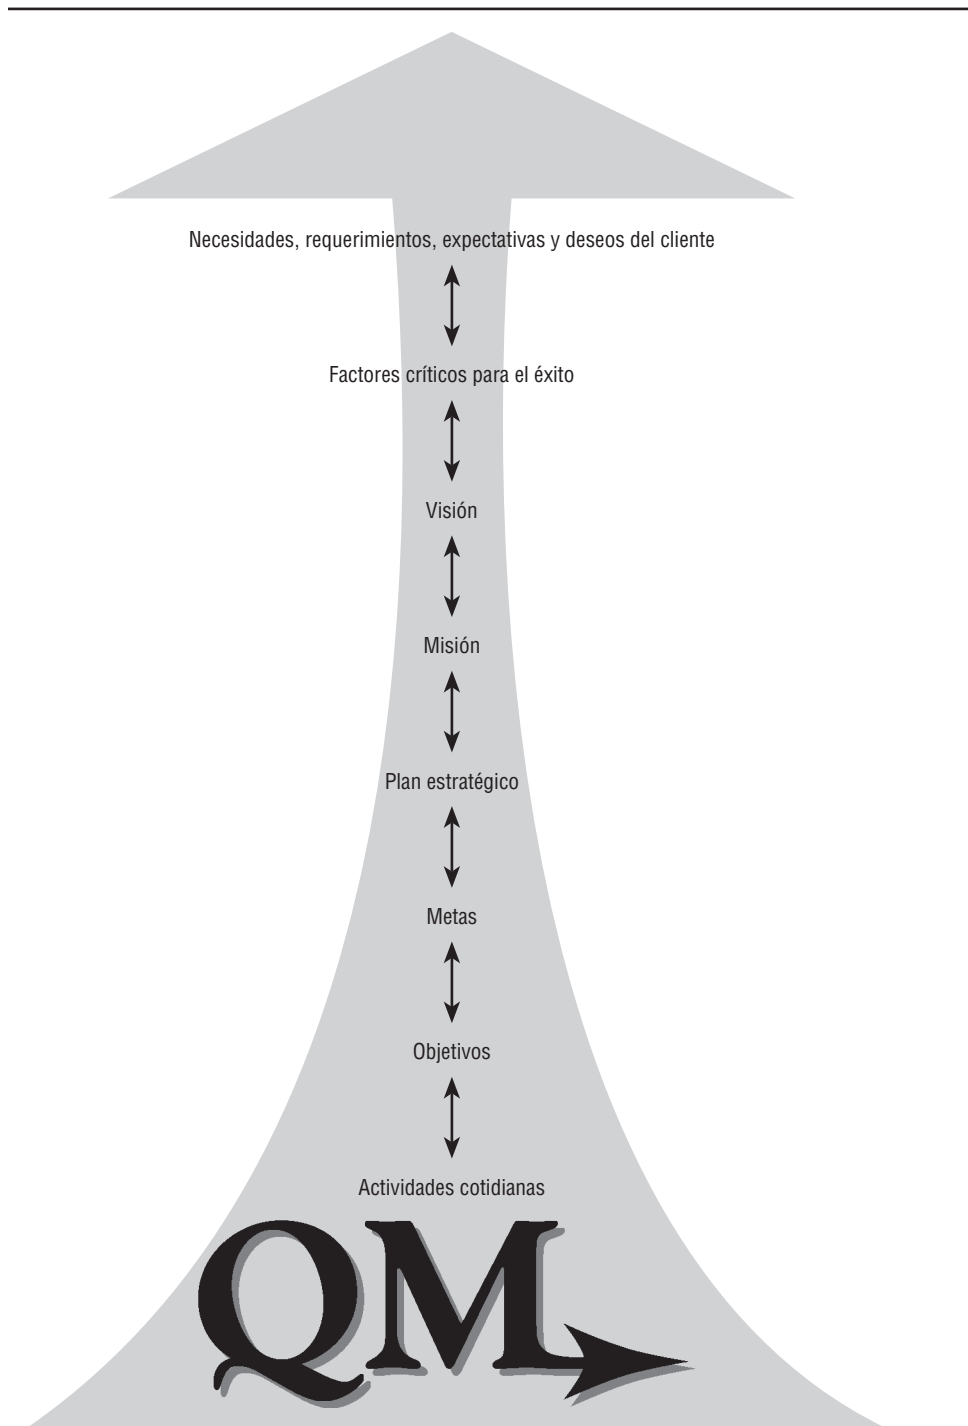 Necesidades, requerimientos, expectativas y deseos del cliente
Factores críticos para el éxito
Visión
Misión
Plan estratégico
Metas
Objetivos
Actividades cotidianas
QM